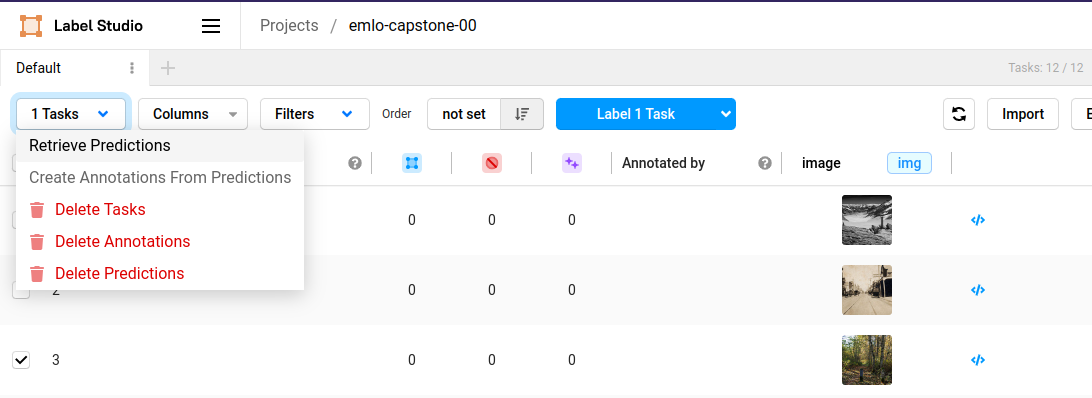 Label Studio
Projects / emlo-capstone-00
Default
Tasks: 12 / 12
1 Tasks
Columns
Filters
Order
not set
Label 1 Task
Import
Retrieve Predictions
Create Annotations From Predictions
Delete Tasks
Delete Annotations
Delete Predictions
Annotated by
image
img
0 0 0
2 0 0 0
3 0 0 0